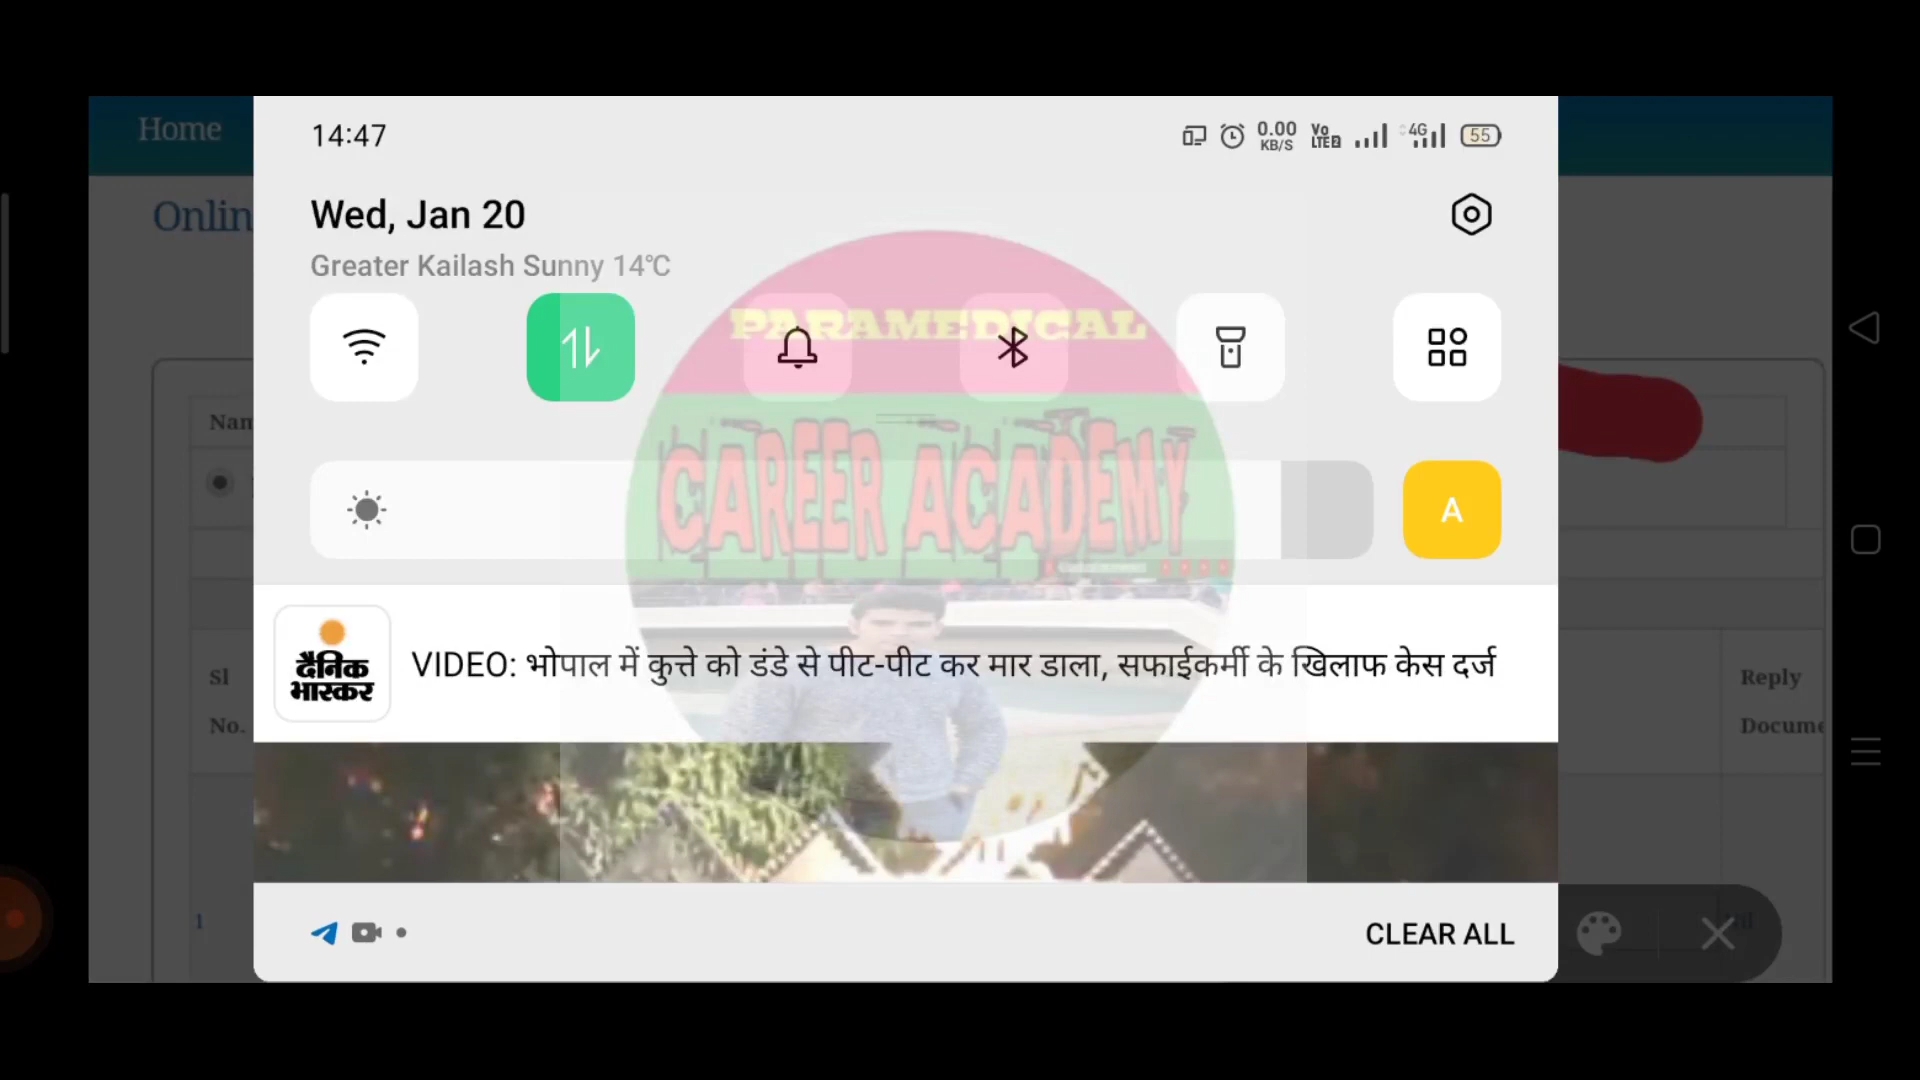 Home
14:47
0.00
KB/S
Vo
LTE2
4G
55
Onlin
Wed, Jan 20
Greater Kailash Sunny 14°C
PARAMEDICAL
Nam
CAREER ACADEMY
A
दैनिक
भास्कर
VIDEO: भोपाल में कुत्ते को डंडे से पीट-पीट कर मार डाला, सफाईकर्मी के खिलाफ केस दर्ज
Sl
No.
Reply
Docume
1
CLEAR ALL